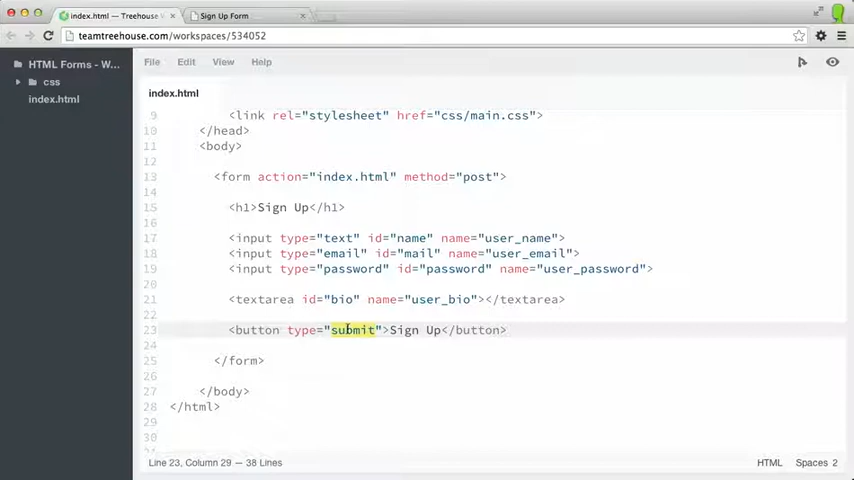 index.html — Treehouse W
Sign Up Form
teamtreehouse.com/workspaces/534052
HTML Forms - W...
css
index.html
File Edit View Help
index.html
9 <link rel="stylesheet" href="css/main.css">
10 </head>
11 <body>
12
13 <form action="index.html" method="post">
14
15 <h1>Sign Up</h1>
16
17 <input type="text" id="name" name="user_name">
18 <input type="email" id="mail" name="user_email">
19 <input type="password" id="password" name="user_password">
20
21 <textarea id="bio" name="user_bio"></textarea>
22
23 <button type="submit">Sign Up</button>
24
25 </form>
26
27 </body>
28 </html>
29
30
Line 23, Column 29 — 38 Lines
HTML
Spaces 2